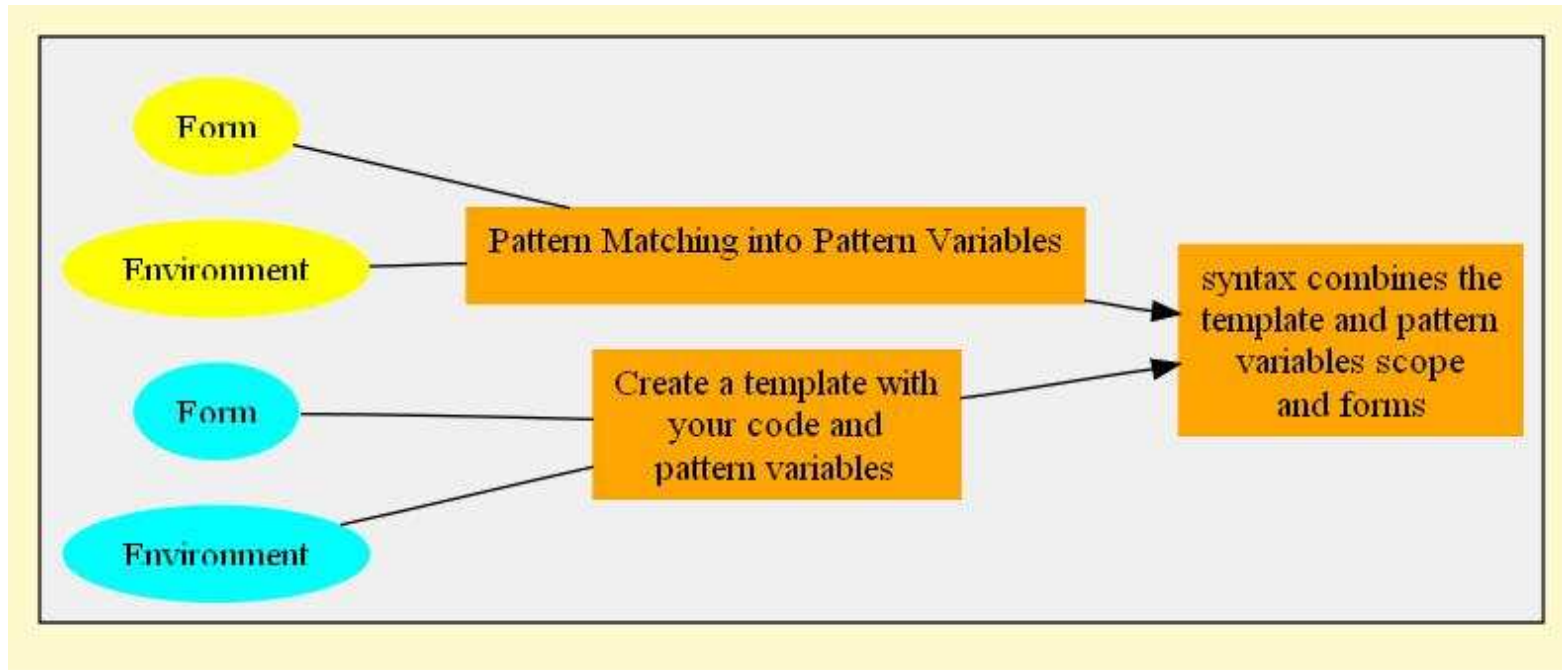 Form
Environment
Pattern Matching into Pattern Variables
Form
Environment
Create a template with
your code and
pattern variables
syntax combines the
template and pattern
variables scope
and forms